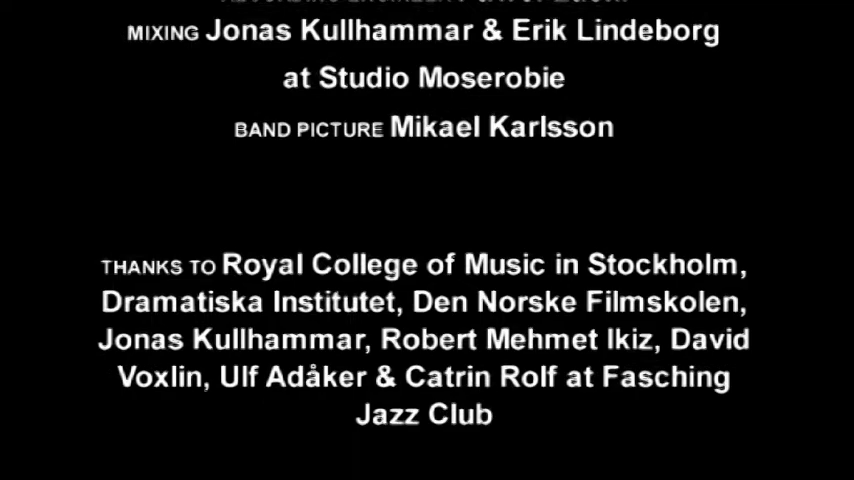 MIXING Jonas Kullhammar & Erik Lindeborg
at Studio Moserobie
BAND PICTURE Mikael Karlsson
THANKS TO Royal College of Music in Stockholm,
Dramatiska Institutet, Den Norske Filmskolen,
Jonas Kullhammar, Robert Mehmet Ikiz, David
Voxlin, Ulf Adåker & Catrin Rolf at Fasching
Jazz Club